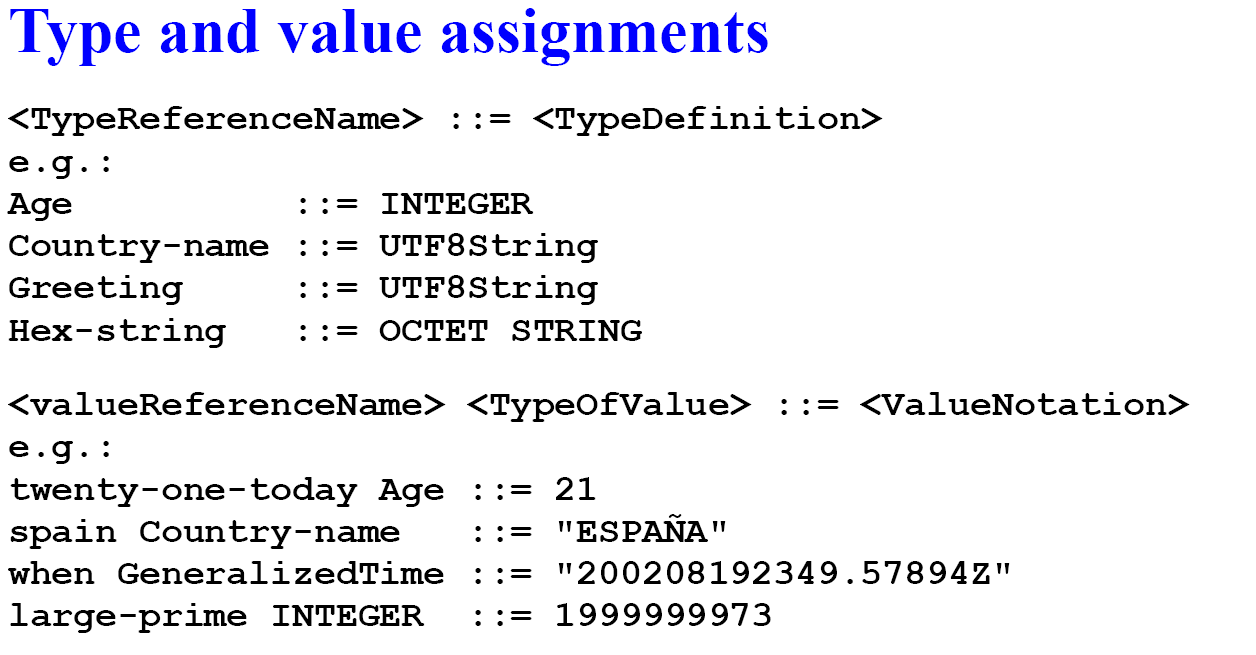 Type and value assignments
<TypeReferenceName> ::= <TypeDefinition>
e.g.:
Age           ::= INTEGER
Country-name ::= UTF8String
Greeting     ::= UTF8String
Hex-string   ::= OCTET STRING
<valueReferenceName> <TypeOfValue> ::= <ValueNotation>
e.g.:
twenty-one-today Age ::= 21
spain Country-name   ::= "ESPAÑA"
when GeneralizedTime ::= "200208192349.57894Z"
large-prime INTEGER  ::= 1999999973